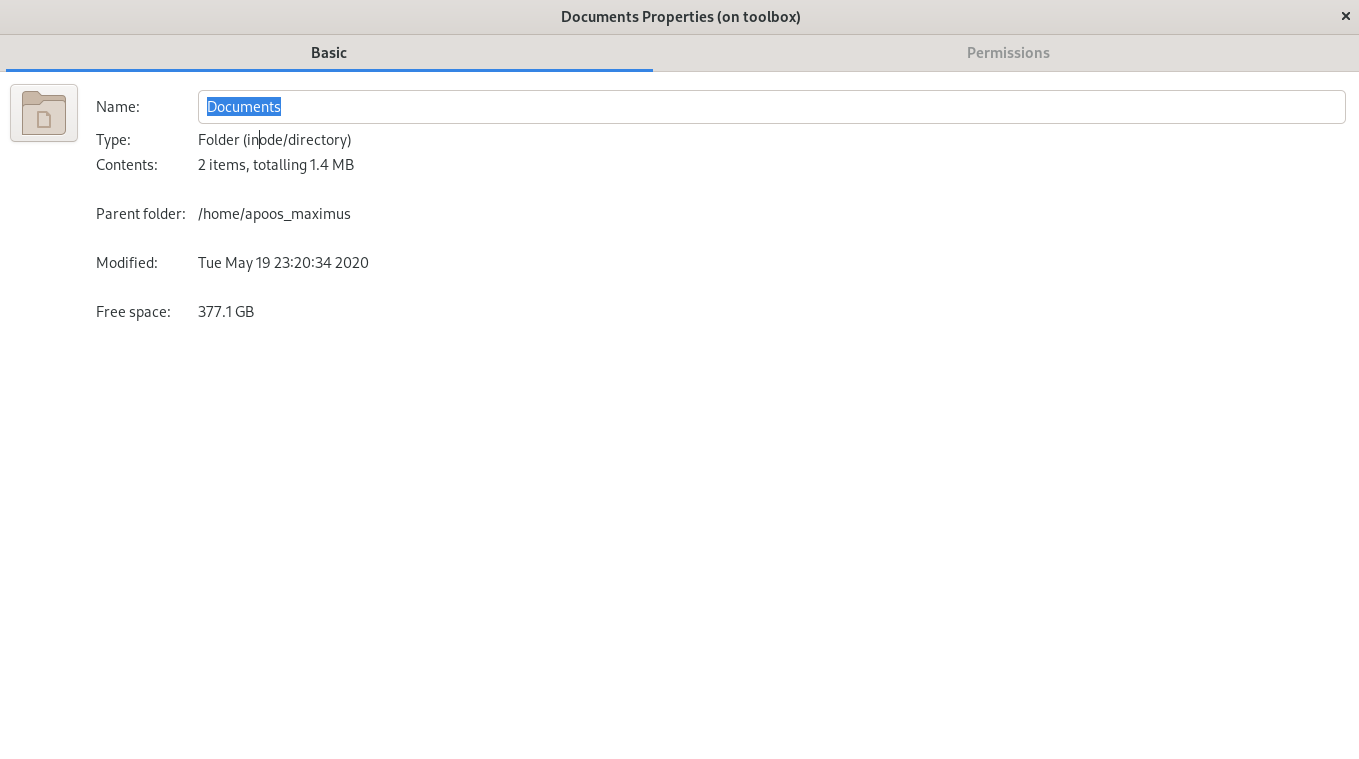 Documents Properties (on toolbox)
Basic Permissions
Name: Documents
Type: Folder (inode/directory)
Contents: 2 items, totalling 1.4 MB
Parent folder: /home/apoos_maximus
Modified: Tue May 19 23:20:34 2020
Free space: 377.1 GB